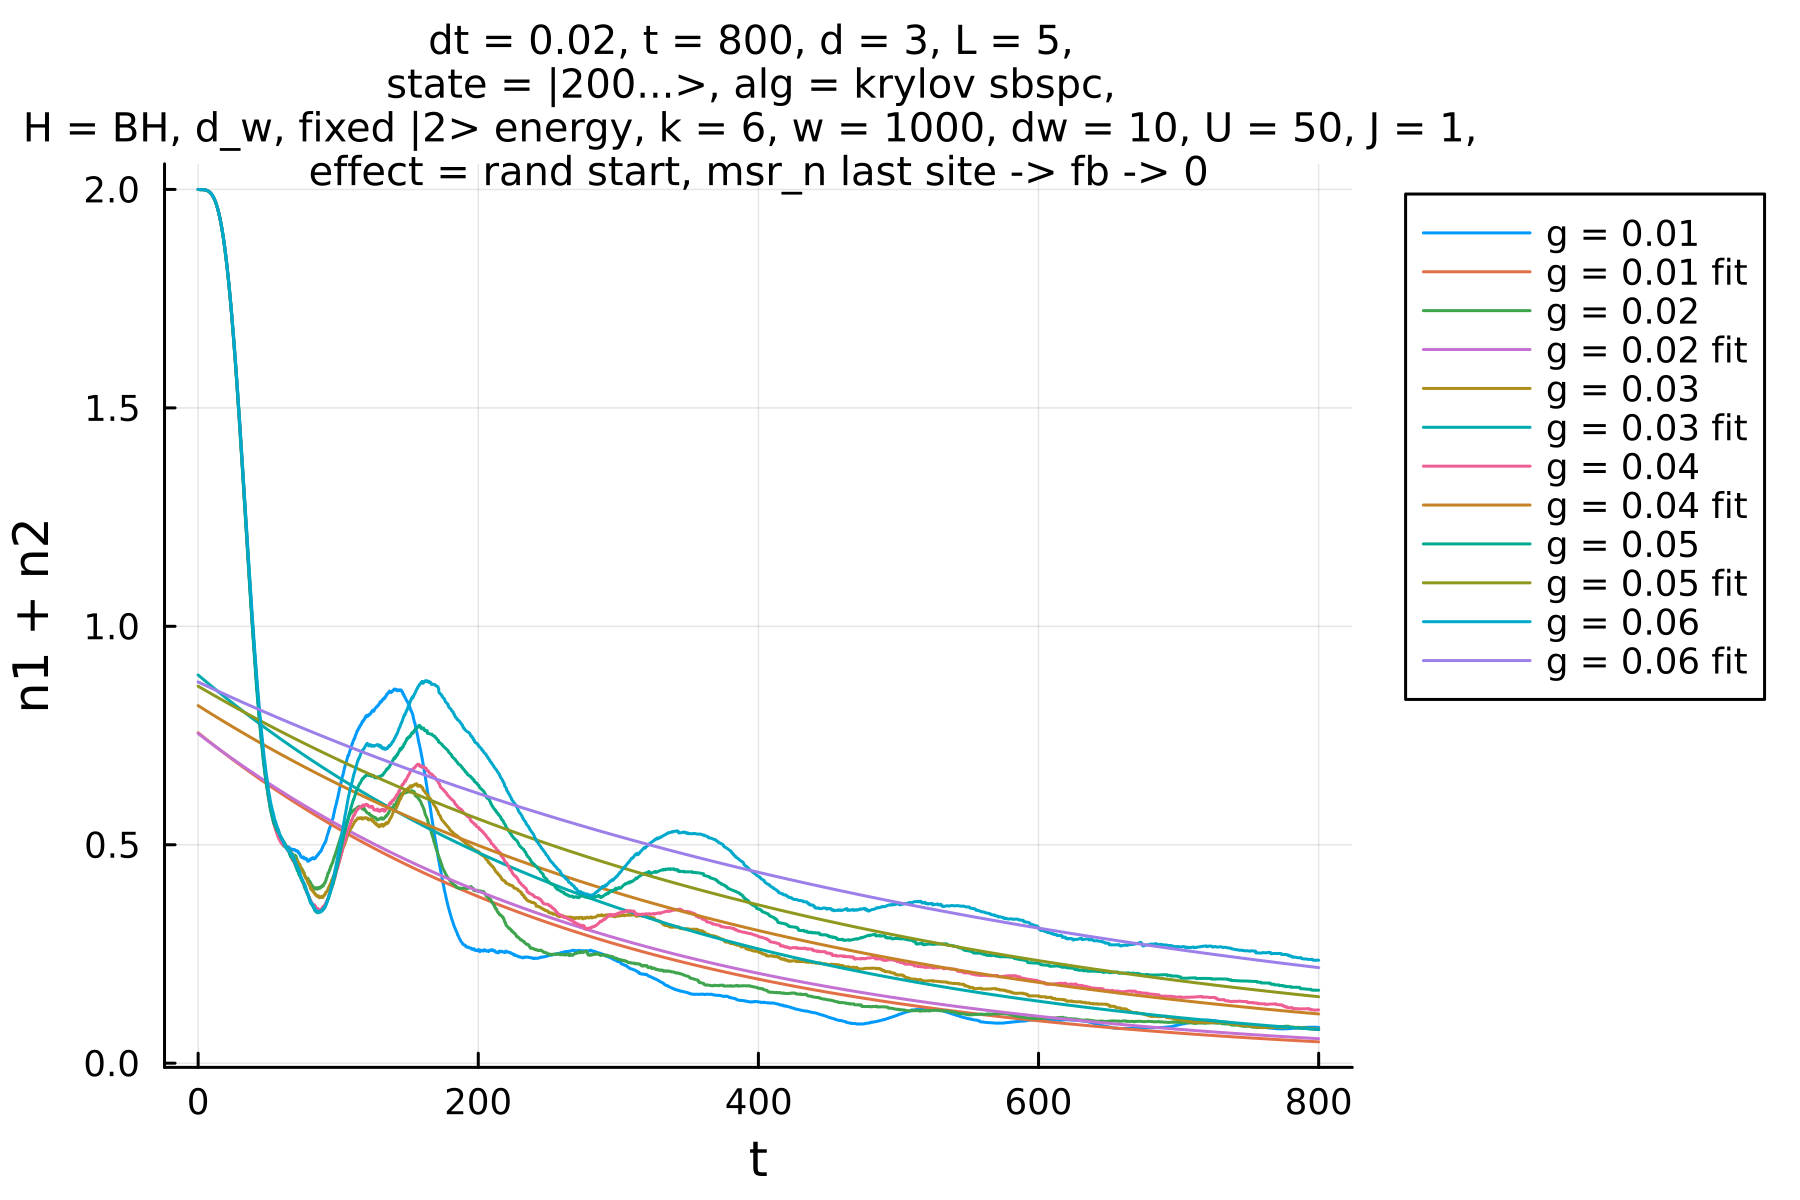 dt = 0.02, t = 800, d = 3, L = 5,
state = |200...>, alg = krylov sbspc,
H = BH, d_w, fixed |2> energy, k = 6, w = 1000, dw = 10, U = 50, J = 1,
effect = rand start, msr_n last site -> fb -> 0
2.0
1.5
1.0
0.5
0.0
n1 + n2
0 200 400 600 800
t
g = 0.01
g = 0.01 fit
g = 0.02
g = 0.02 fit
g = 0.03
g = 0.03 fit
g = 0.04
g = 0.04 fit
g = 0.05
g = 0.05 fit
g = 0.06
g = 0.06 fit